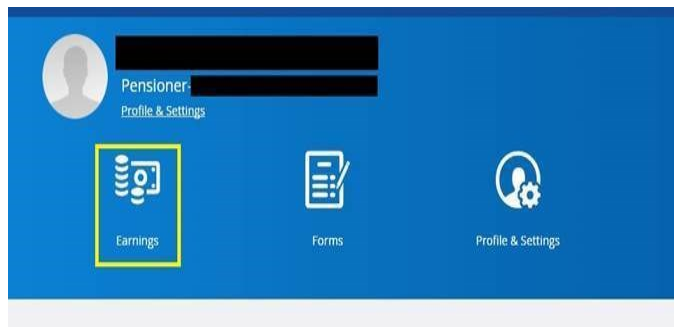 Pensioner-
Profile & Settings
Earnings
Forms
Profile & Settings